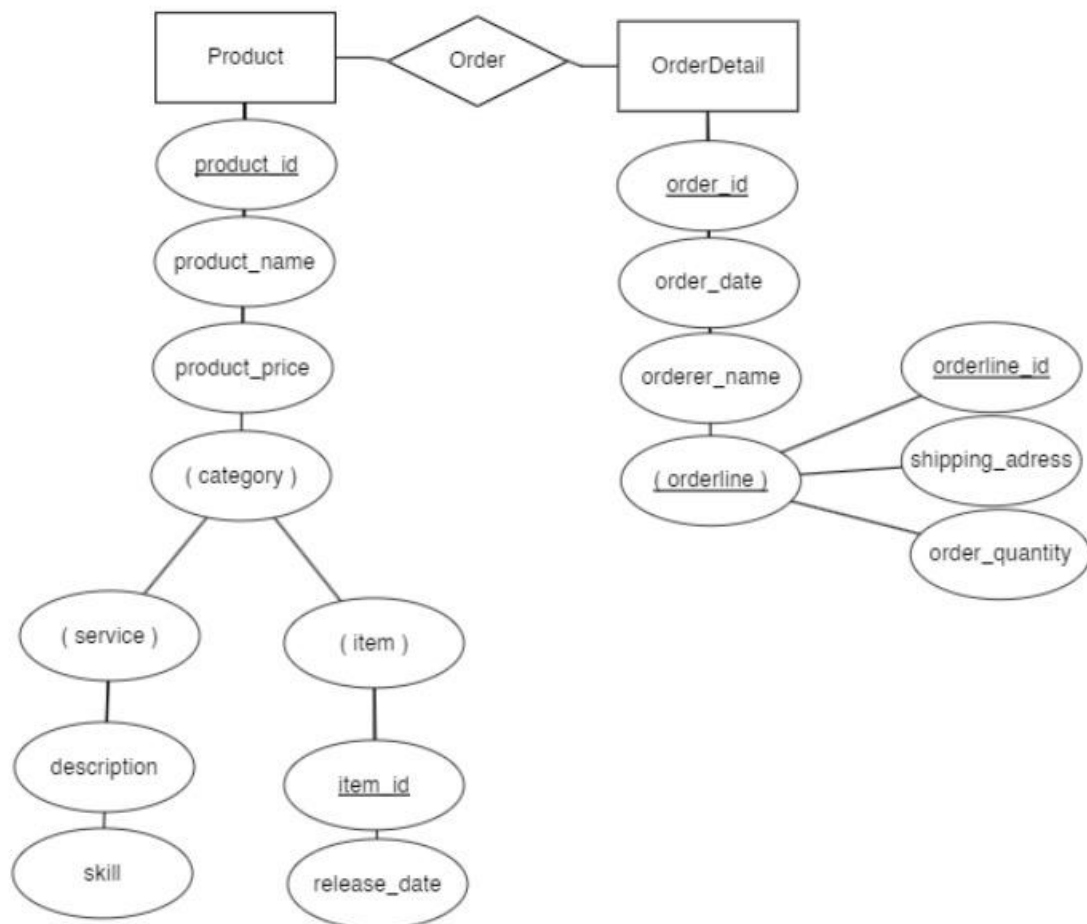 Product
Order
OrderDetail
product_id
product_name
product_price
( category )
( service )
( item )
description
skill
item_id
release_date
order_id
order_date
orderer_name
( orderline )
orderline_id
shipping_adress
order_quantity